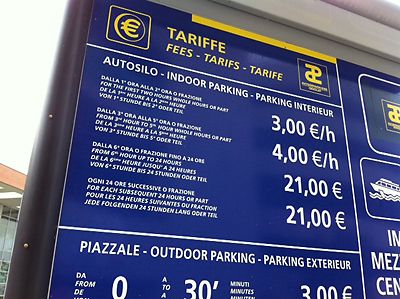 TARIFFE
FEES - TARIFS - TARIFE
AUTOSILO - INDOOR PARKING - PARKING INTERIEUR
DALLA 1ª ORA ALLA 2ª ORA O FRAZIONE
FOR THE FIRST TWO HOURS WHOLE HOURS OR PART
DE LA 1ère HEURE A LA 2ème HEURE
VON 1° STUNDE BIS 2° ODER TEIL
3,00 €/h
DALLA 3ª ORA ALLA 5ª ORA O FRAZIONE
FROM 3rd HOUR TO 5th HOUR WHOLE HOURS OR PART
DE LA 3ème HEURE A LA 5ème HEURE
VON 3° STUNDE BIS 5° ODER TEIL
4,00 €/h
DALLA 6ª ORA O FRAZIONE FINO A 24 ORE
FROM 6th HOUR UP TO 24 HOURS
DE LA 6ème HEURE JUSQU' A 24 HEURES
VON 6° STUNDE BIS 24 STUNDEN ODER TEIL
21,00 €
OGNI 24 ORE SUCCESSIVE O FRAZIONE
FOR EACH SUBSEQUENT 24 HOURS OR PART
POUR LES 24 HEURES SUIVANTES OU FRACTION
JEDE FOLGENDEN 24 STUNDEN LANG ODER TEIL
21,00 €
PIAZZALE - OUTDOOR PARKING - PARKING EXTERIEUR
DA
FROM
DE
0
A
TO
A
30'
MINUTI
MINUTES
MINUTES
3,00 €
IM
MEZZ
CEN